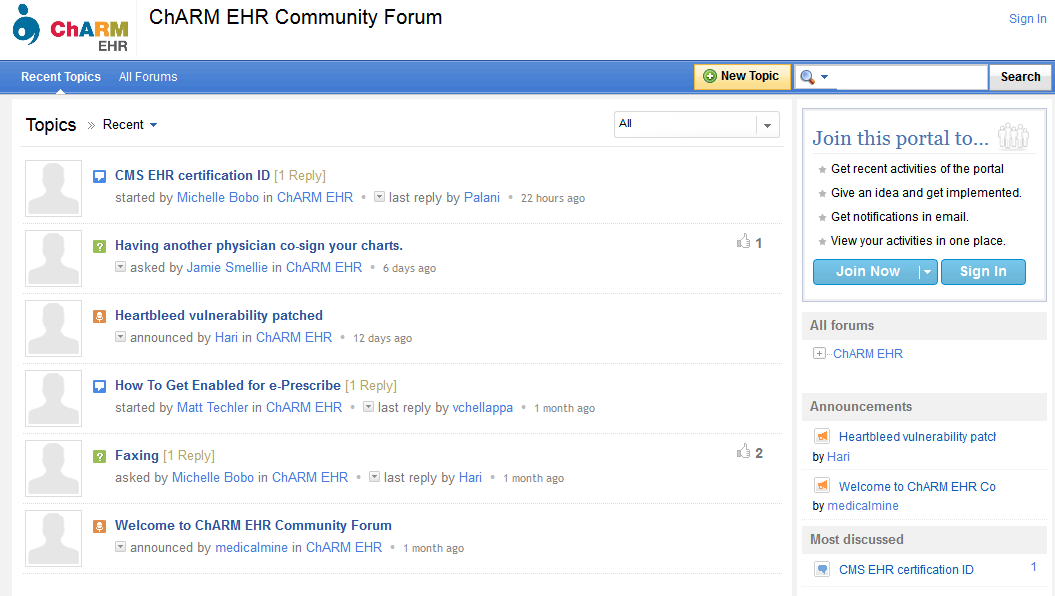 ChARM EHR
ChARM EHR Community Forum
Sign In
Recent Topics All Forums New Topic Search
Topics » Recent All
CMS EHR certification ID [1 Reply]
started by Michelle Bobo in ChARM EHR • last reply by Palani • 22 hours ago
Having another physician co-sign your charts. 1
asked by Jamie Smellie in ChARM EHR • 6 days ago
Heartbleed vulnerability patched
announced by Hari in ChARM EHR • 12 days ago
How To Get Enabled for e-Prescribe [1 Reply]
started by Matt Techler in ChARM EHR • last reply by vchellappa • 1 month ago
Faxing [1 Reply] 2
asked by Michelle Bobo in ChARM EHR • last reply by Hari • 1 month ago
Welcome to ChARM EHR Community Forum
announced by medicalmine in ChARM EHR • 1 month ago
Join this portal to...
Get recent activities of the portal
Give an idea and get implemented.
Get notifications in email.
View your activities in one place.
Join Now Sign In
All forums
ChARM EHR
Announcements
Heartbleed vulnerability patch
by Hari
Welcome to ChARM EHR Co
by medicalmine
Most discussed
CMS EHR certification ID 1